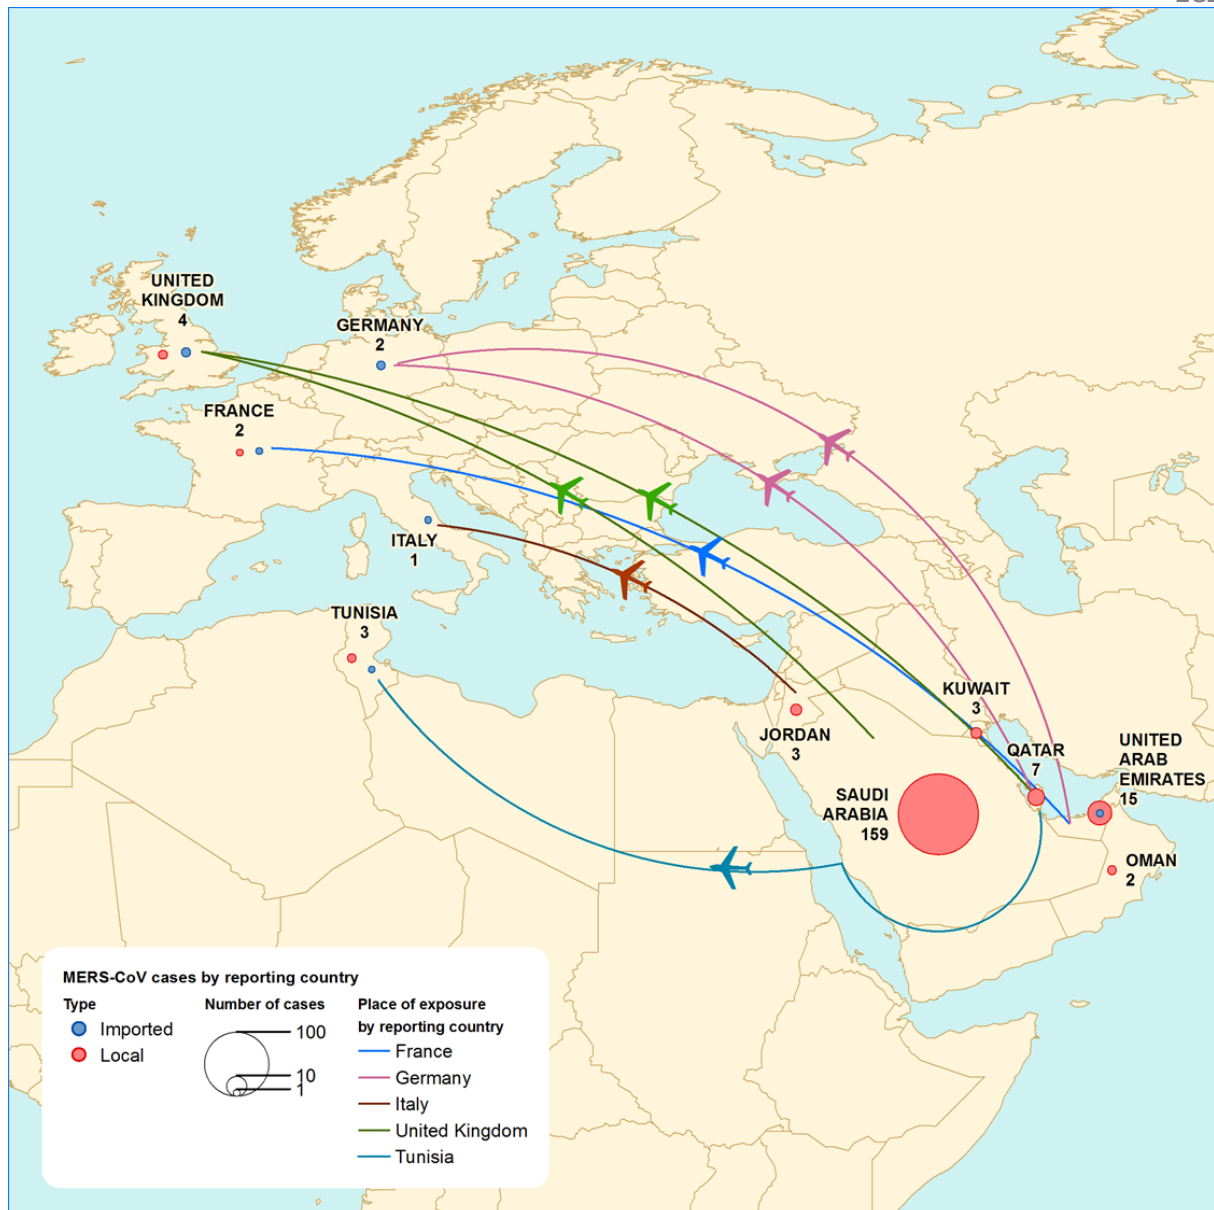 UNITED
KINGDOM
4
GERMANY
2
FRANCE
2
ITALY
1
TUNISIA
3
JORDAN
3
KUWAIT
3
QATAR
7
UNITED
ARAB
EMIRATES
15
SAUDI
ARABIA
159
OMAN
2
MERS-CoV cases by reporting country
Type
Imported
Local
Number of cases
100
10
1
Place of exposure
by reporting country
France
Germany
Italy
United Kingdom
Tunisia